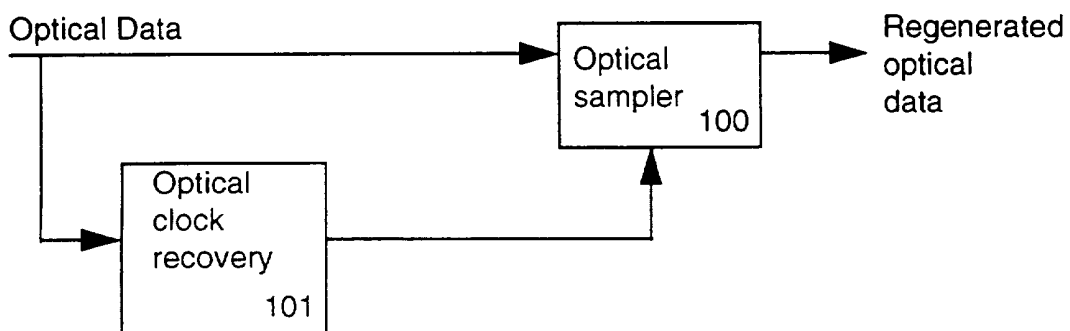 Optical Data
Optical
sampler
100
Regenerated
optical
data
Optical
clock
recovery
101